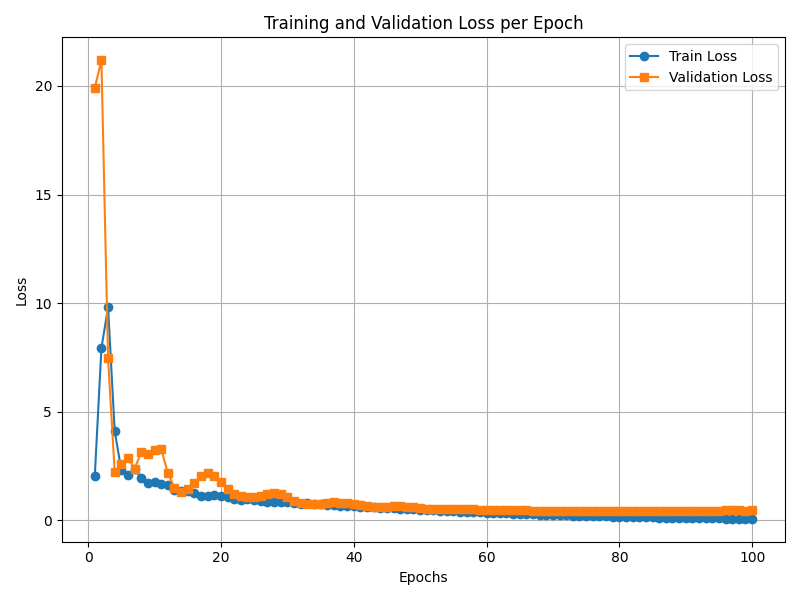 Training and Validation Loss per Epoch
Train Loss
Validation Loss
20
15
10
5
0
Loss
0 20 40 60 80 100
Epochs